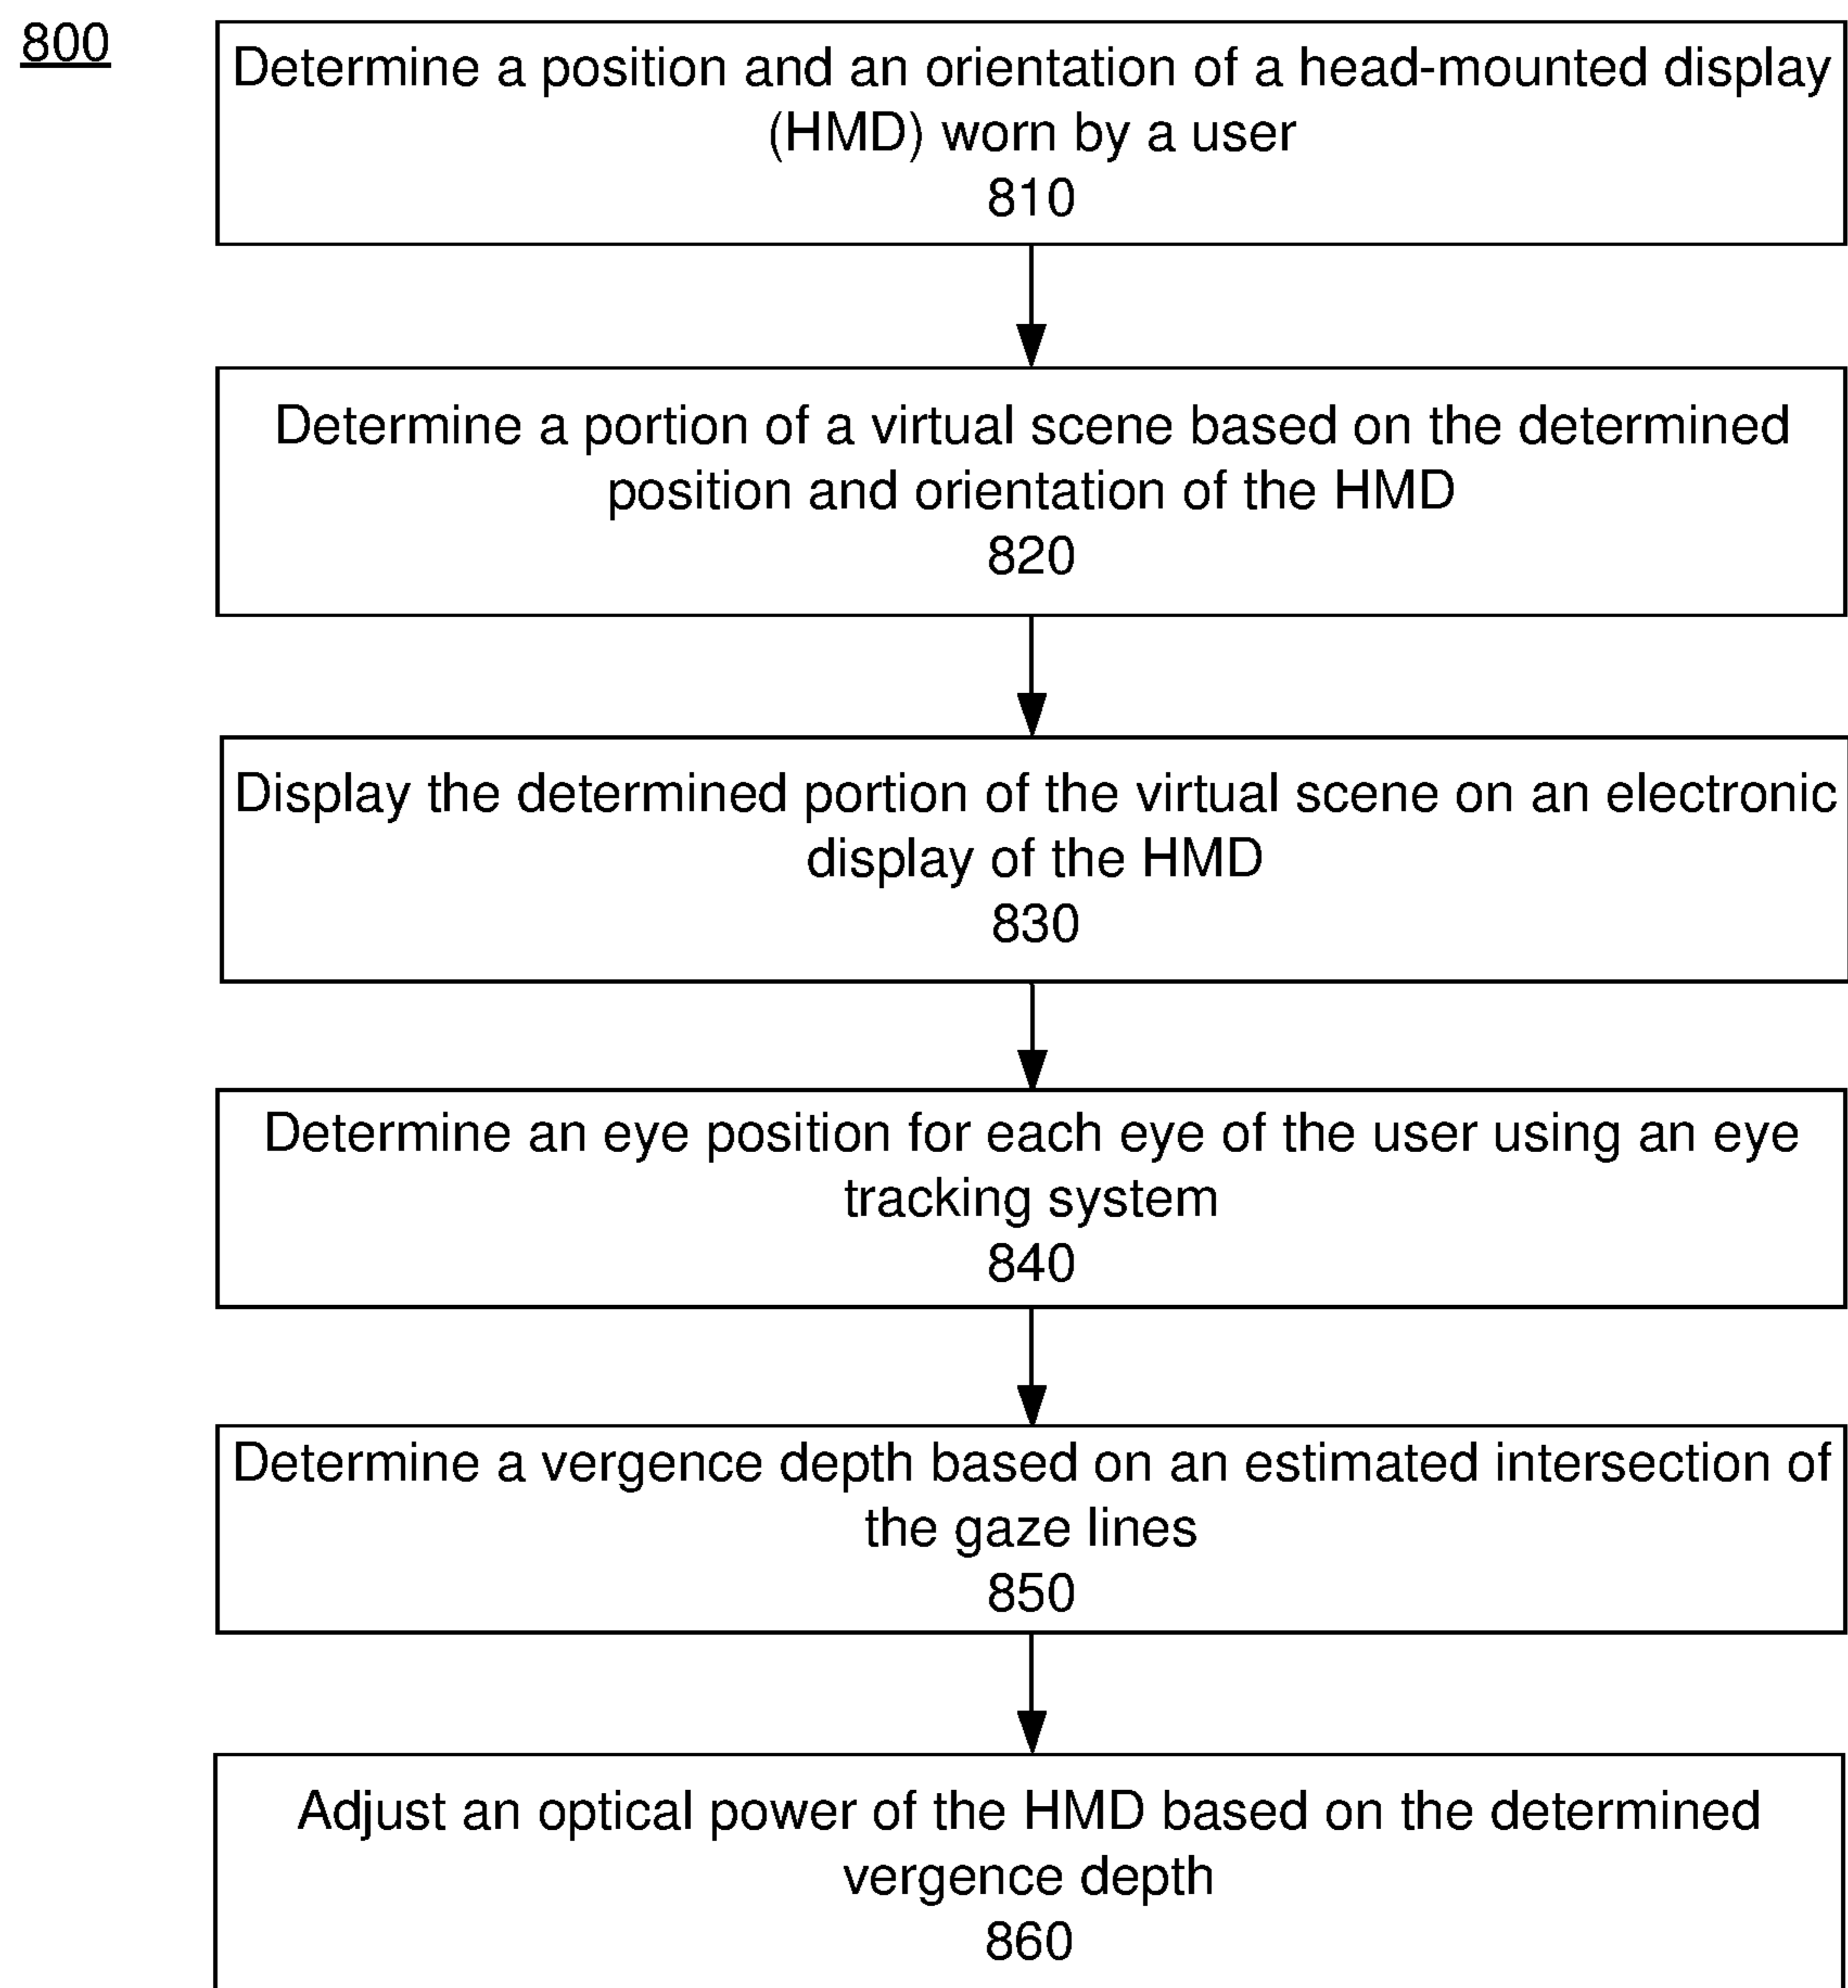 800
Determine a position and an orientation of a head-mounted display
(HMD) worn by a user
810
Determine a portion of a virtual scene based on the determined
position and orientation of the HMD
820
Display the determined portion of the virtual scene on an electronic
display of the HMD
830
Determine an eye position for each eye of the user using an eye
tracking system
840
Determine a vergence depth based on an estimated intersection of
the gaze lines
850
Adjust an optical power of the HMD based on the determined
vergence depth
860